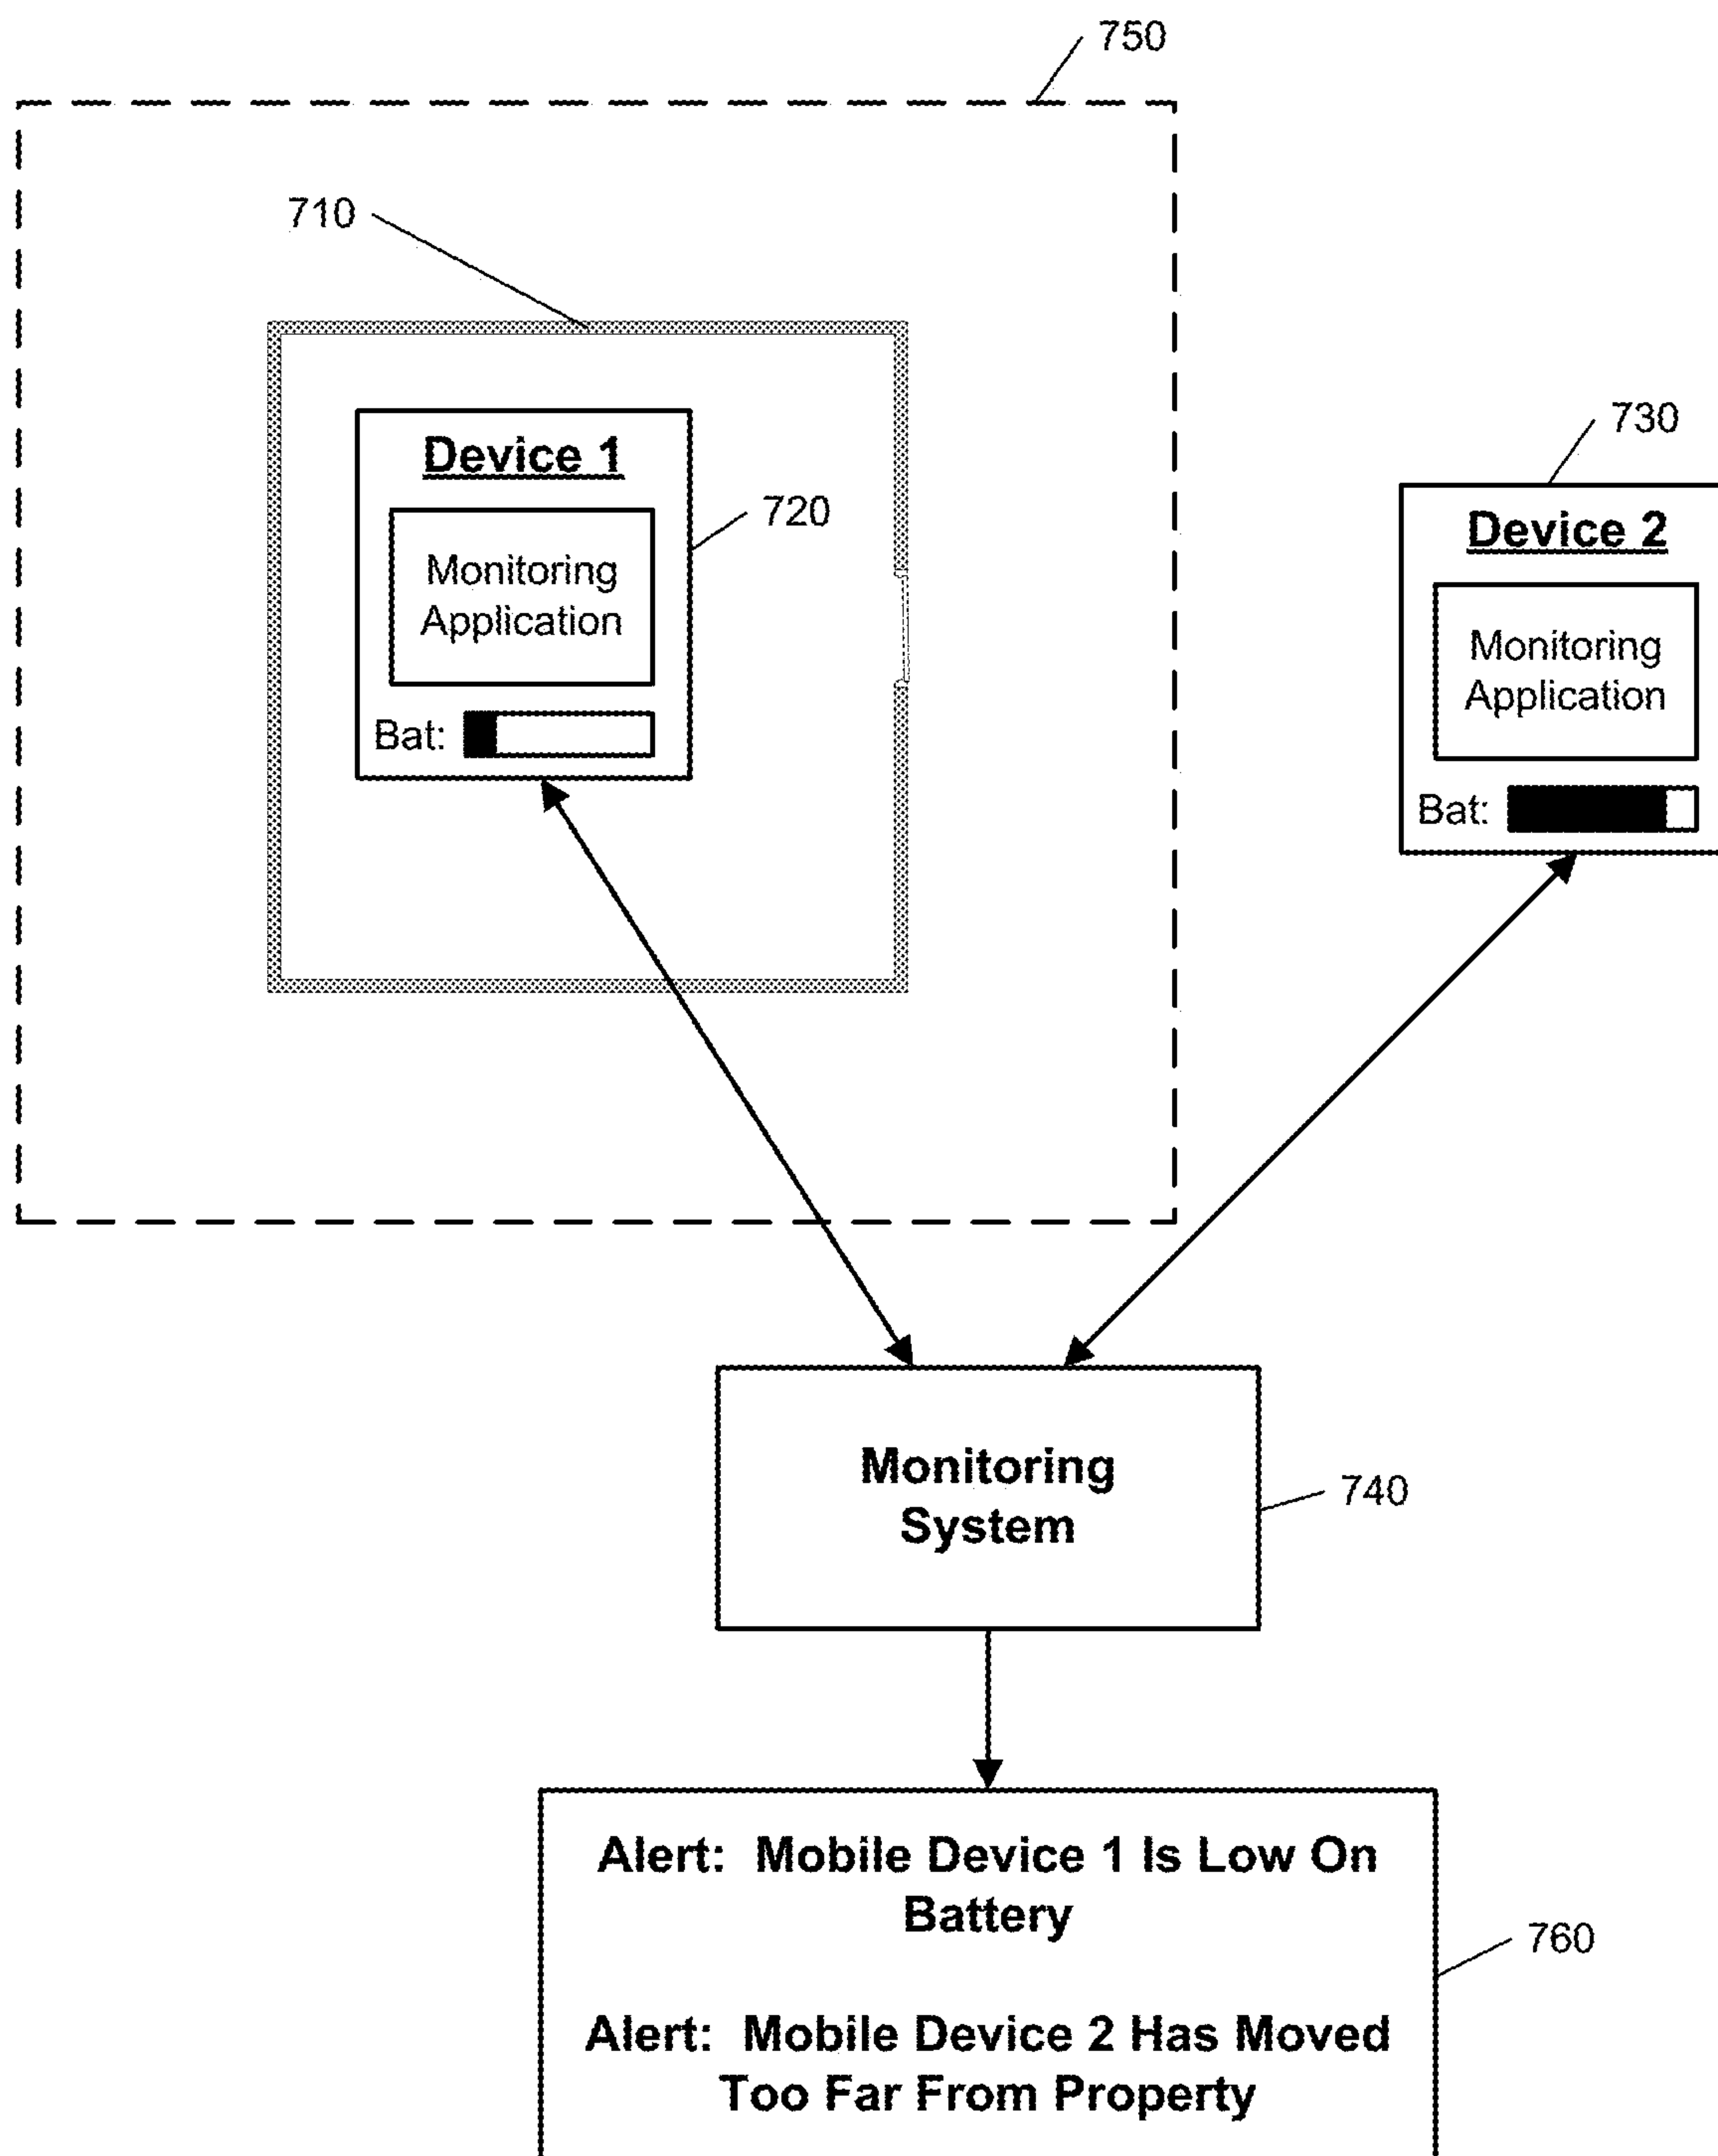 750
710
730
Device 1
720
Device 2
Monitoring
Application
Monitoring
Application
Bat:
Bat:
Monitoring
System
740
Alert: Mobile Device 1 Is Low On
Battery
760
Alert: Mobile Device 2 Has Moved
Too Far From Property